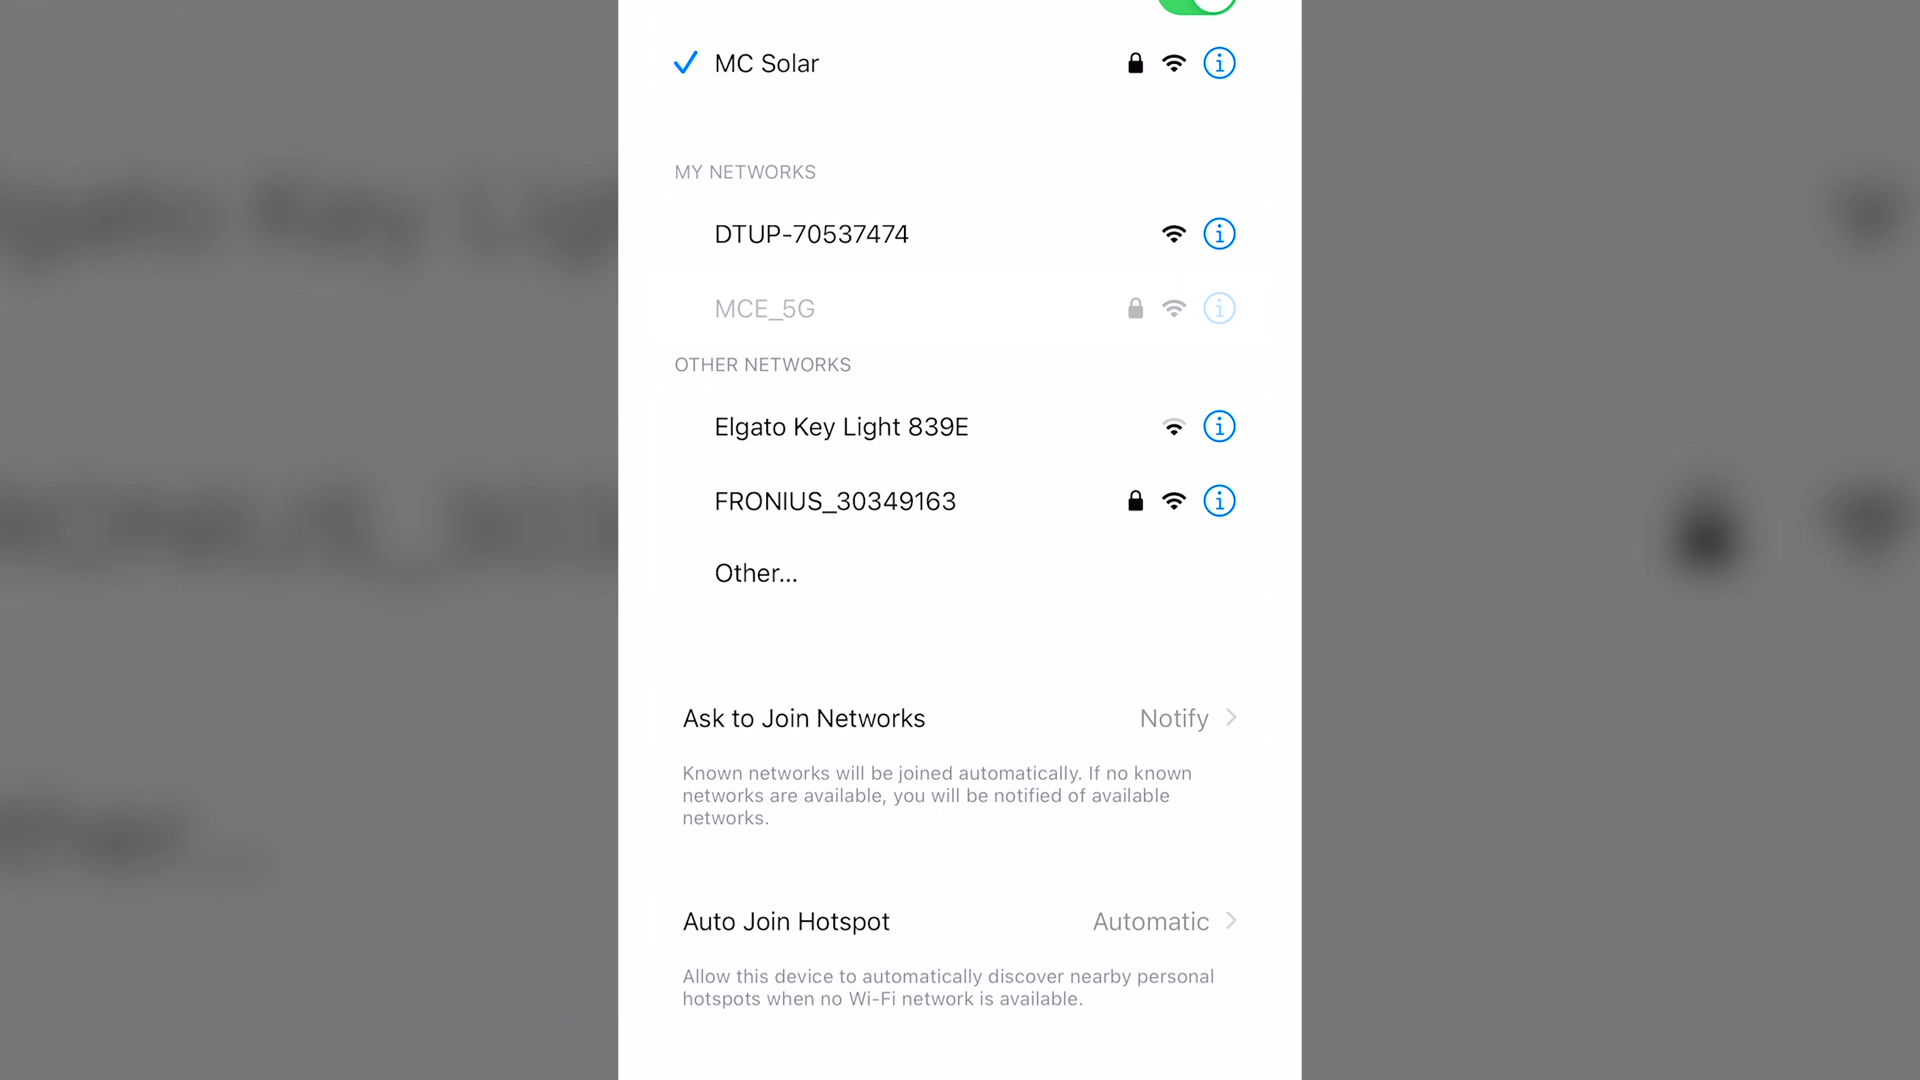 MC Solar
MY NETWORKS
DTUP-70537474
MCE_5G
OTHER NETWORKS
Elgato Key Light 839E
FRONIUS_30349163
Other...
Ask to Join Networks Notify
Known networks will be joined automatically. If no known
networks are available, you will be notified of available
networks.
Auto Join Hotspot Automatic
Allow this device to automatically discover nearby personal
hotspots when no Wi-Fi network is available.